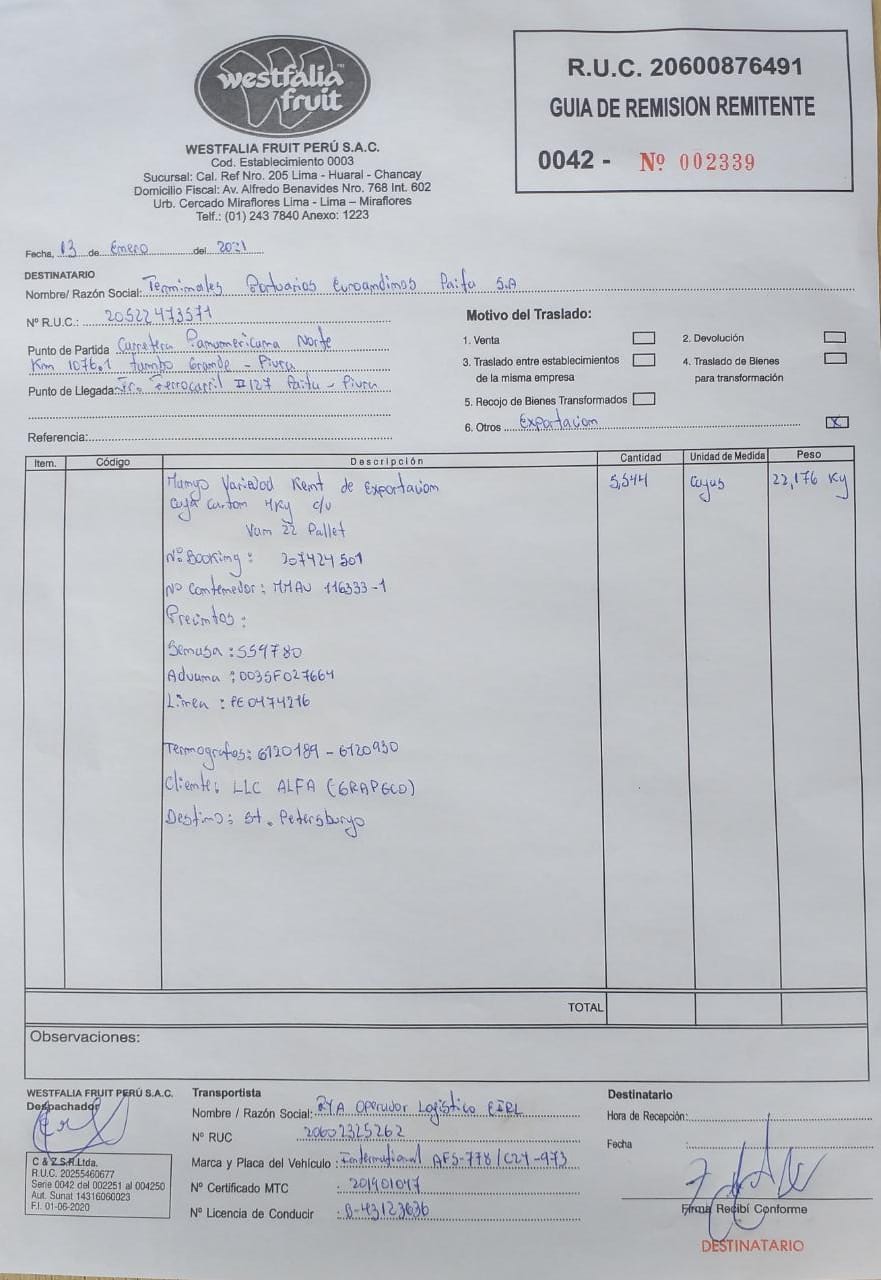 westfalia™
fruit
R.U.C. 20600876491
GUIA DE REMISION REMITENTE
0042 - Nº 002339
WESTFALIA FRUIT PERÚ S.A.C.
Cod. Establecimiento 0003
Sucursal: Cal. Ref Nro. 205 Lima - Huaral - Chancay
Domicilio Fiscal: Av. Alfredo Benavides Nro. 768 Int. 602
Urb. Cercado Miraflores Lima - Lima – Miraflores
Telf.: (01) 243 7840 Anexo: 1223
Fecha, 13 de Enero del 2021
DESTINATARIO
Nombre/ Razón Social: Terminales Portuarios Euroandinos Paita S.A
Nº R.U.C.: 20522473571
Punto de Partida Carretera Panamericana Norte
Km 1076.1 tambo Grande - Piura
Punto de Llegada: Jr. Ferrocarril #127 Paita - Piura
Referencia:
Motivo del Traslado:
1. Venta
2. Devolución
3. Traslado entre establecimientos
de la misma empresa
4. Traslado de Bienes
para transformación
5. Recojo de Bienes Transformados
6. Otros Exportacion X
Item. Código Descripción Cantidad Unidad de Medida Peso
Mango Variedad Kent de Exportacion 5,544 Cajas 22,176 Kg
Caja Carton 4Kg c/u
Van 22 Pallet
Nº Booking: 207424501
Nº Contenedor: MMAU 116333-1
Precintos:
Semasa: 559780
Aduana: 0035F027664
Linea: PE0474216
Termografos: 6120189 - 6120930
Cliente: LLC ALFA (GRAPECO)
Destino: St. Petersburgo
TOTAL
Observaciones:
WESTFALIA FRUIT PERÚ S.A.C.
Despachador
C & Z S.R.Ltda.
R.U.C. 20255460677
Serie 0042 del 002251 al 004250
Aut. Sunat 14316060023
F.I. 01-06-2020
Transportista
Nombre / Razón Social: RYA Operador Logistico EIRL
Nº RUC 20602325262
Marca y Placa del Vehículo: International AFS-778/C2Y-973
Nº Certificado MTC
Nº Licencia de Conducir: B-43123636
Destinatario
Hora de Recepción:
Fecha :
Firma Recibí Conforme
DESTINATARIO